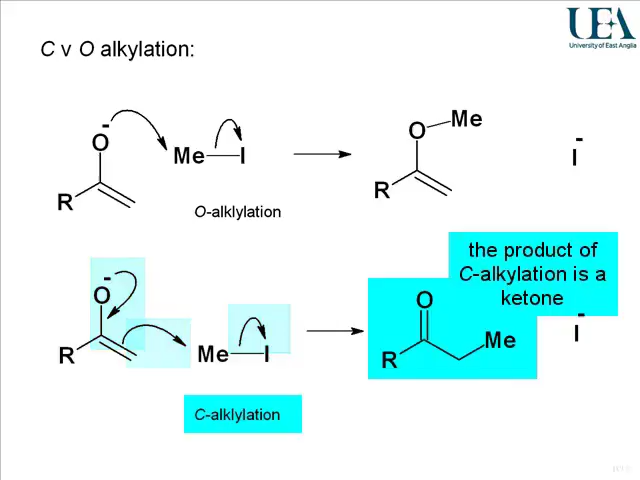 UEA
University of East Anglia
C v O alkylation:
O
Me
I
R
O
Me
R
I
O-alklylation
the product of
C-alkylation is a
ketone
O
R
Me
I
O
R
Me
I
C-alklylation